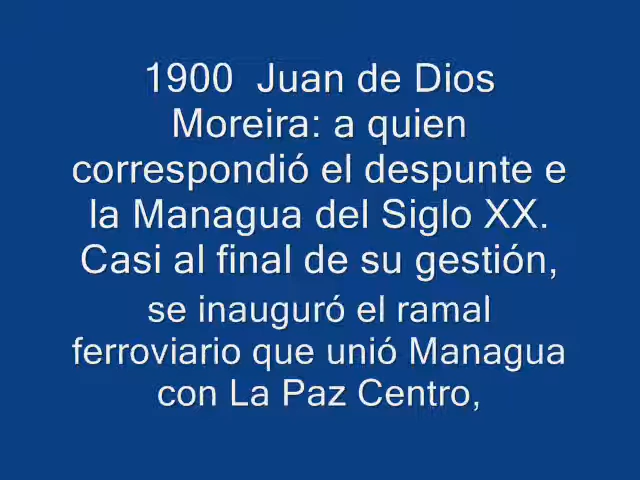 1900  Juan de Dios
Moreira: a quien
correspondió el despunte e
la Managua del Siglo XX.
Casi al final de su gestión,
se inauguró el ramal
ferroviario que unió Managua
con La Paz Centro,